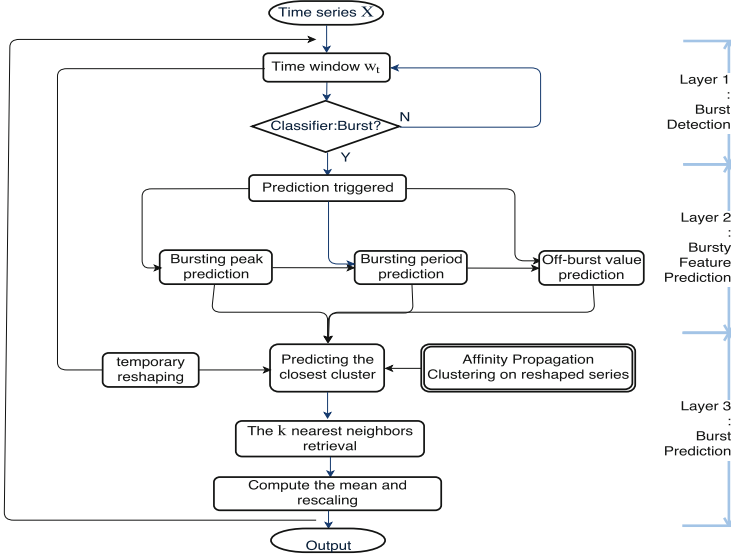 Time series X
Time window wt
Classifier:Burst?
N
Y
Prediction triggered
Bursting peak
prediction
Bursting period
prediction
Off-burst value
prediction
temporary
reshaping
Predicting the
closest cluster
Affinity Propagation
Clustering on reshaped series
The k nearest neighbors
retrieval
Compute the mean and
rescaling
Output
Layer 1
:
Burst
Detection
Layer 2
:
Bursty
Feature
Prediction
Layer 3
:
Burst
Prediction